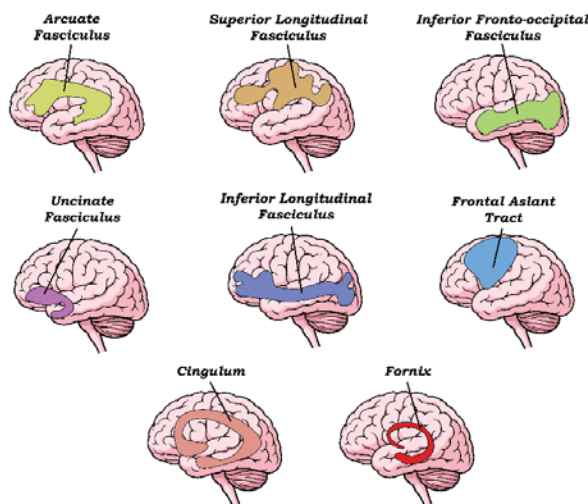 Arcuate
Fasciculus
Superior Longitudinal
Fasciculus
Inferior Fronto-occipital
Fasciculus
Uncinate
Fasciculus
Inferior Longitudinal
Fasciculus
Frontal Aslant
Tract
Cingulum
Fornix